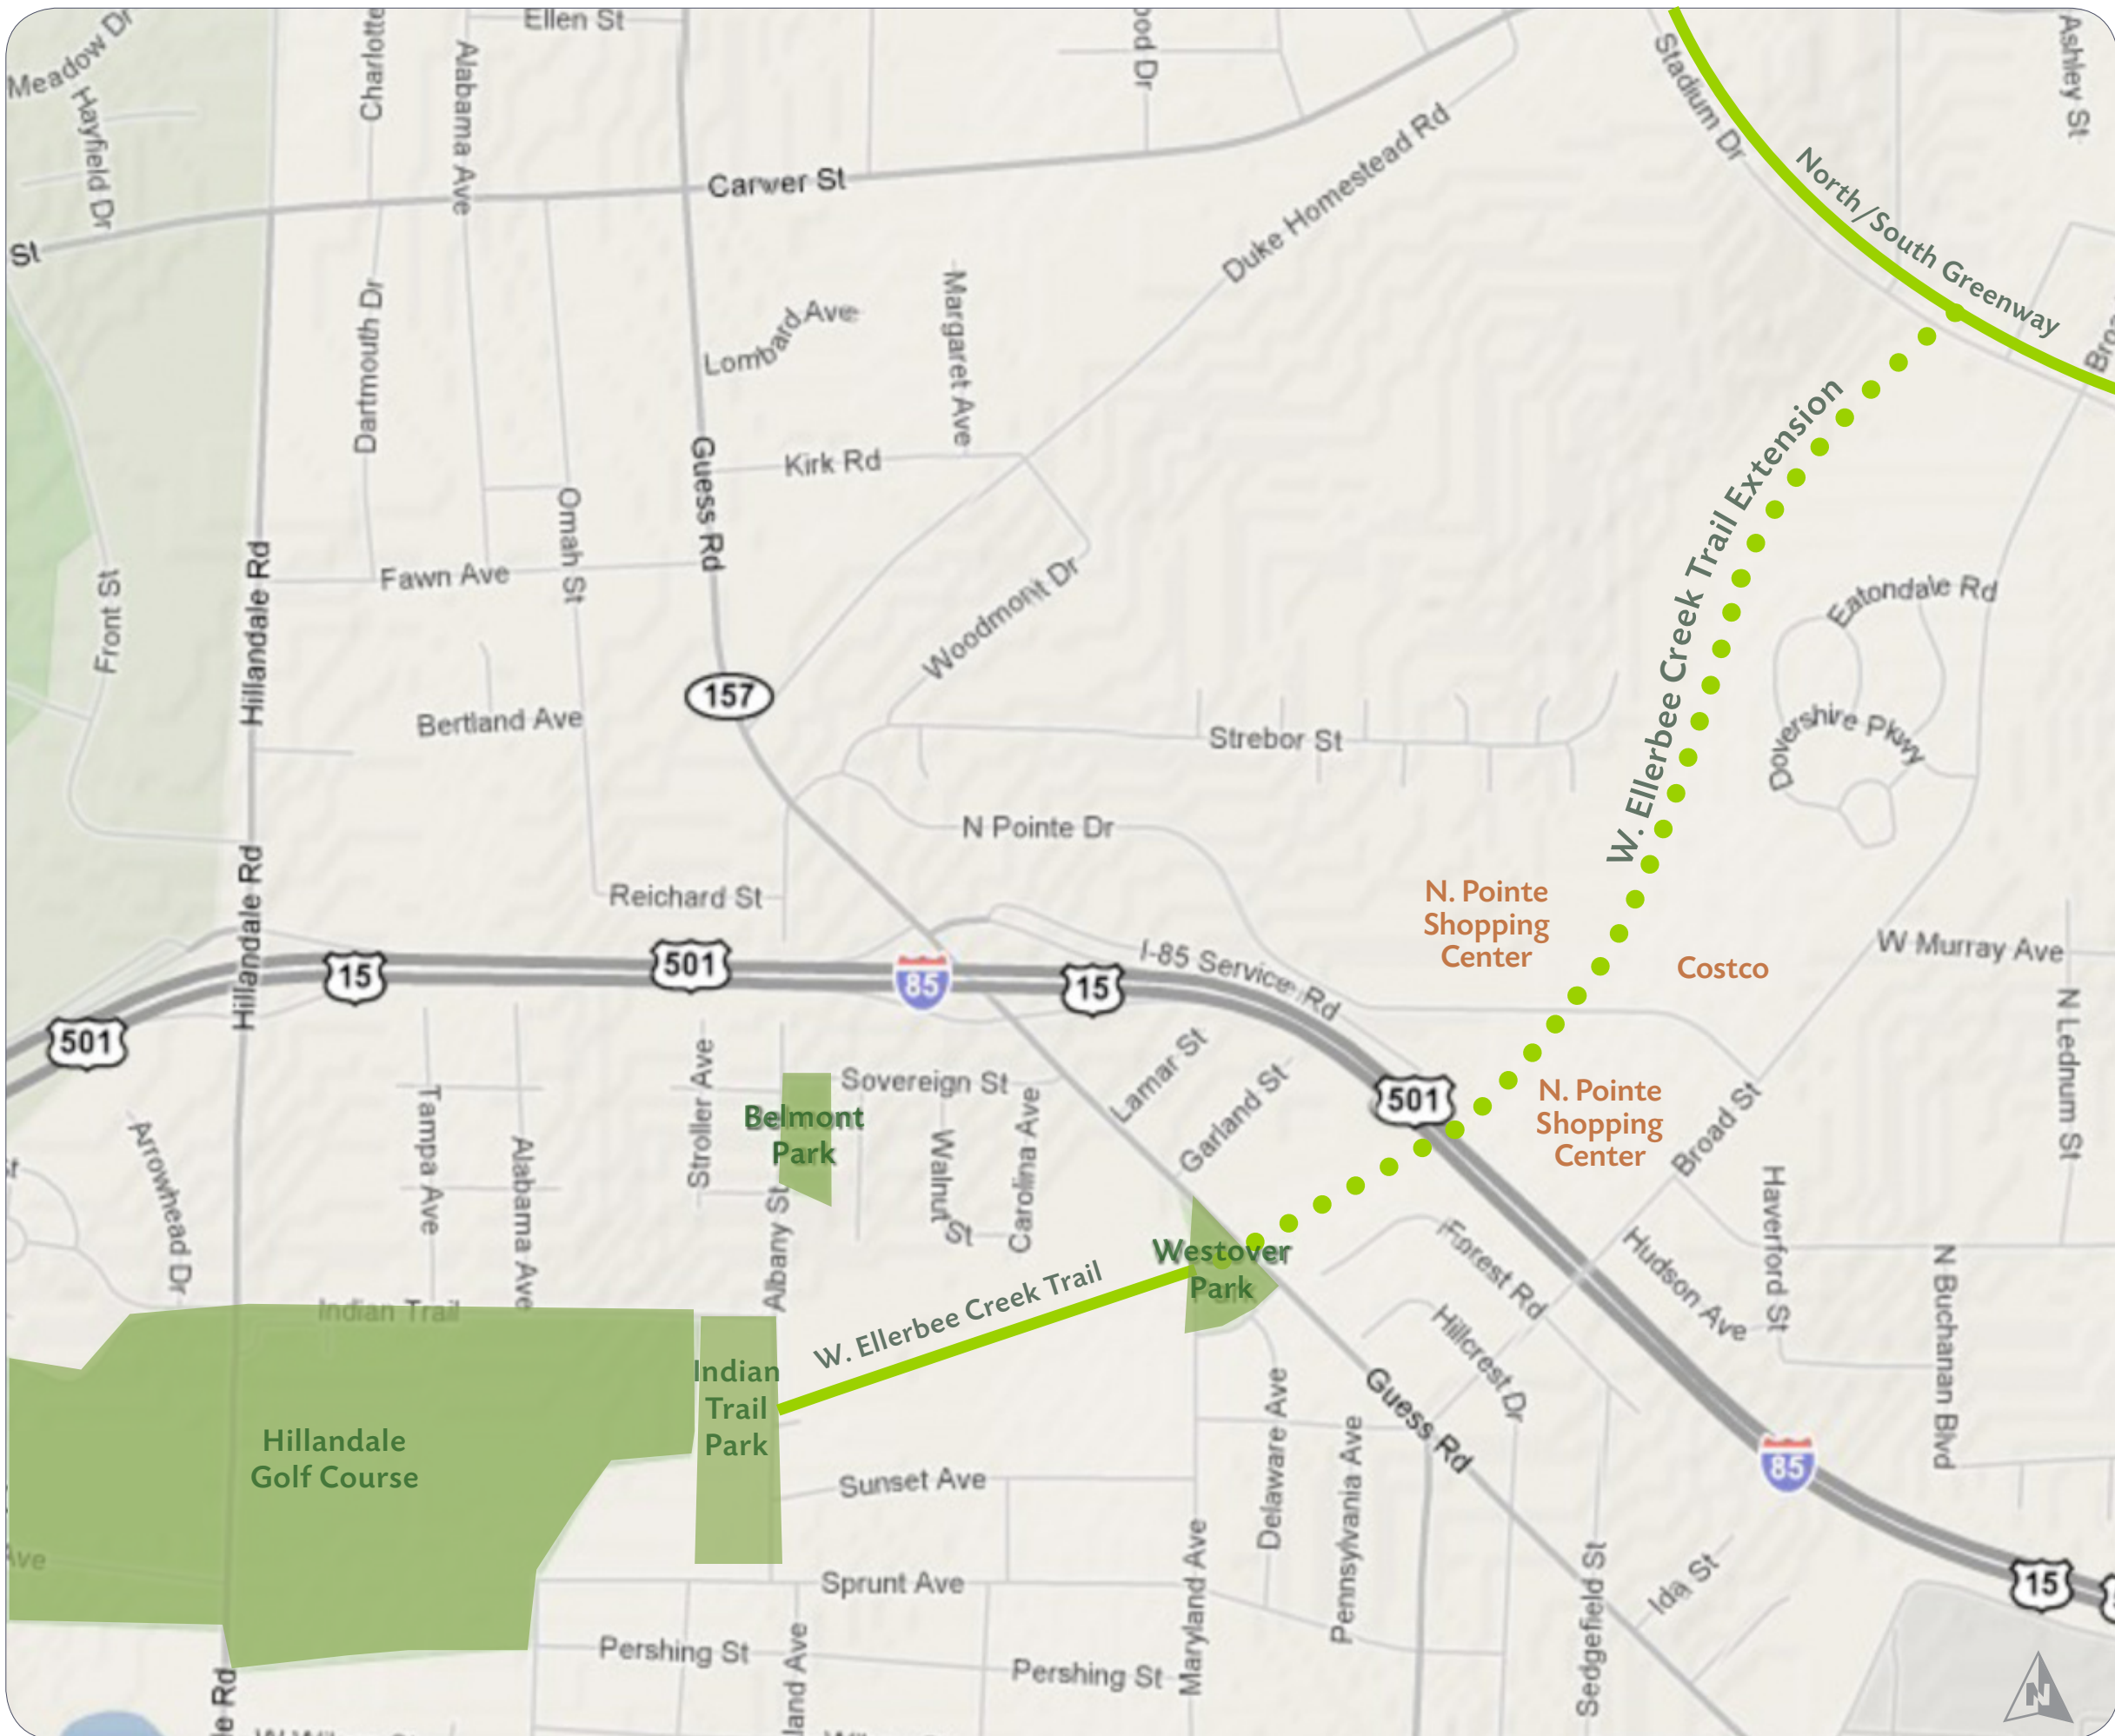 Meadow Dr
Hayfield Dr
Charlotte
Alabama Ave
Ellen St
Stadium Dr
Ashley St
North/South Greenway
Carver St
St
Duke Homestead Rd
Dartmouth Dr
Lombard Ave
Margaret Ave
Guess Rd
Kirk Rd
W. Ellerbee Creek Trail Extension
Omah St
Fawn Ave
Hillandale Rd
Front St
Woodmont Dr
Eatondale Rd
157
Bertland Ave
Strebor St
Dovershire Pkwy
N Pointe Dr
Hillandale Rd
Reichard St
N. Pointe
Shopping
Center
Costco
W Murray Ave
I-85 Service Rd
15
501
85
15
501
501
N Lednum St
Lamar St
Garland St
Stroller Ave
Sovereign St
Belmont
Park
N. Pointe
Shopping
Center
Broad St
Tampa Ave
Alabama Ave
Arrowhead Dr
Albany St
Walnut St
Carolina Ave
Westover
Park
Forest Rd
Hudson Ave
Haverford St
N Buchanan Blvd
Indian Trail
W. Ellerbee Creek Trail
Hillcrest Dr
Indian
Trail
Park
Guess Rd
Hillandale
Golf Course
Delaware Ave
Pennsylvania Ave
85
Sunset Ave
Maryland Ave
Sedgefield St
Ida St
15
Ave
Sprunt Ave
Pershing St
Pershing St
land Ave
le Rd
N